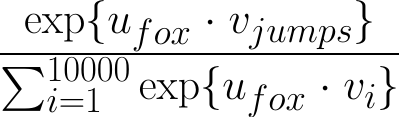 exp{u_fox · v_jumps}
∑_{i=1}^{10000} exp{u_fox · v_i}